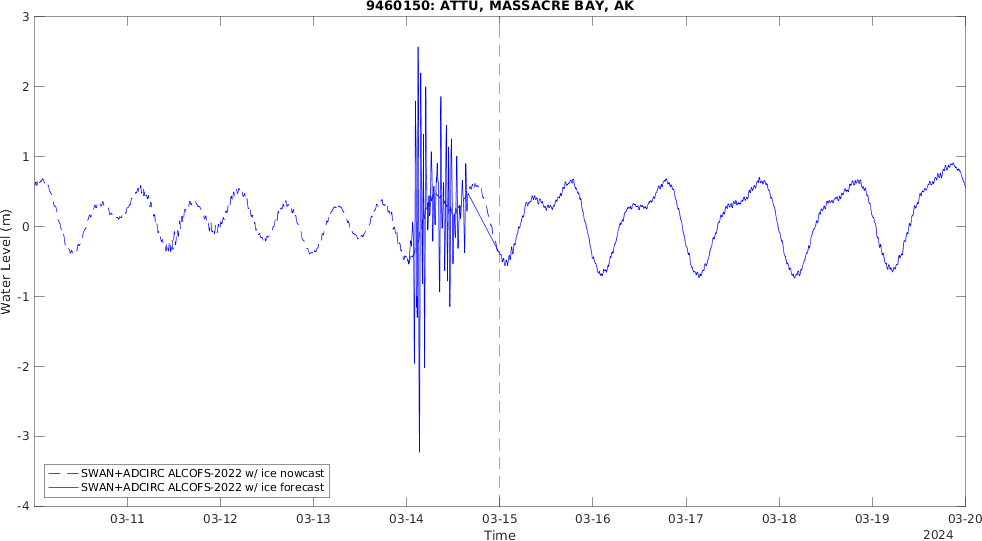 9460150: ATTU, MASSACRE BAY, AK
3
2
1
0
-1
-2
-3
-4
Water Level (m)
SWAN+ADCIRC ALCOFS-2022 w/ ice nowcast
SWAN+ADCIRC ALCOFS-2022 w/ ice forecast
03-11 03-12 03-13 03-14 03-15 03-16 03-17 03-18 03-19 03-20
Time
2024